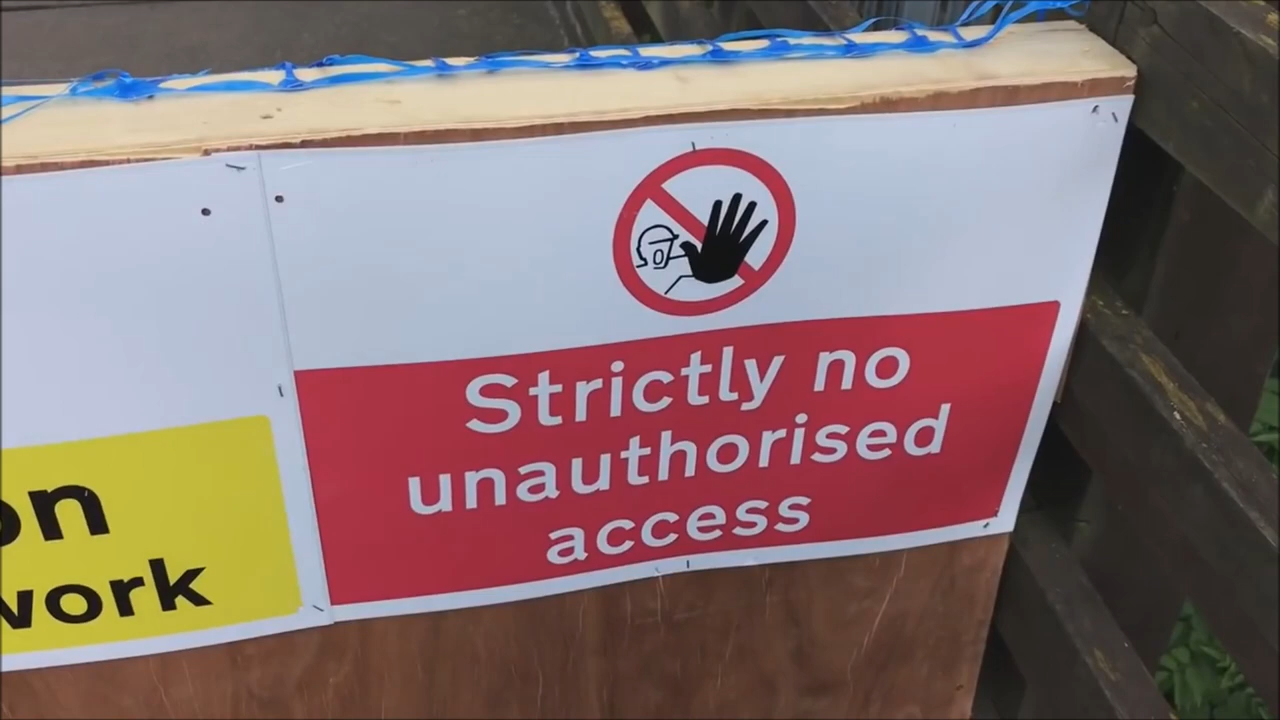 on
work
Strictly no
unauthorised
access